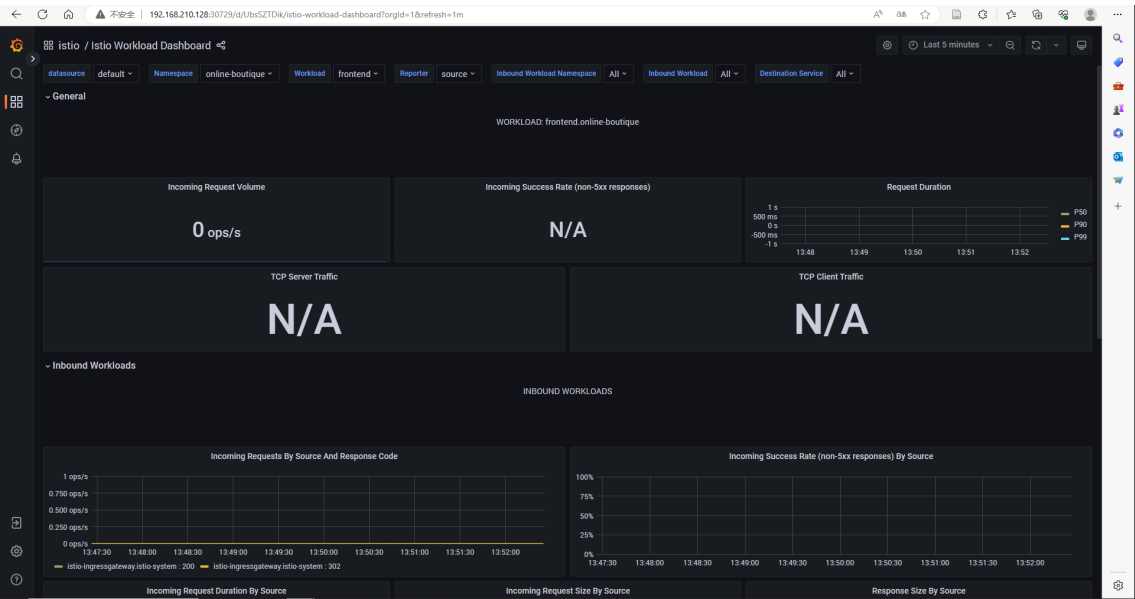 不安全 192.168.210.128:30729/d/UbsSZTDik/istio-workload-dashboard?orgId=1&refresh=1m
istio / Istio Workload Dashboard
Last 5 minutes
datasource default Namespace online-boutique Workload frontend Reporter source Inbound Workload Namespace All Inbound Workload All Destination Service All
General
WORKLOAD: frontend.online-boutique
Incoming Request Volume
0 ops/s
Incoming Success Rate (non-5xx responses)
N/A
Request Duration
1 s
500 ms
0 s
-500 ms
-1 s
13:48 13:49 13:50 13:51 13:52
P50
P90
P99
TCP Server Traffic
N/A
TCP Client Traffic
N/A
Inbound Workloads
INBOUND WORKLOADS
Incoming Requests By Source And Response Code
1 ops/s
0.750 ops/s
0.500 ops/s
0.250 ops/s
0 ops/s
13:47:30 13:48:00 13:48:30 13:49:00 13:49:30 13:50:00 13:50:30 13:51:00 13:51:30 13:52:00
istio-ingressgateway.istio-system : 200 istio-ingressgateway.istio-system : 302
Incoming Success Rate (non-5xx responses) By Source
100%
75%
50%
25%
0%
13:47:30 13:48:00 13:48:30 13:49:00 13:49:30 13:50:00 13:50:30 13:51:00 13:51:30 13:52:00
Incoming Request Duration By Source
Incoming Request Size By Source
Response Size By Source